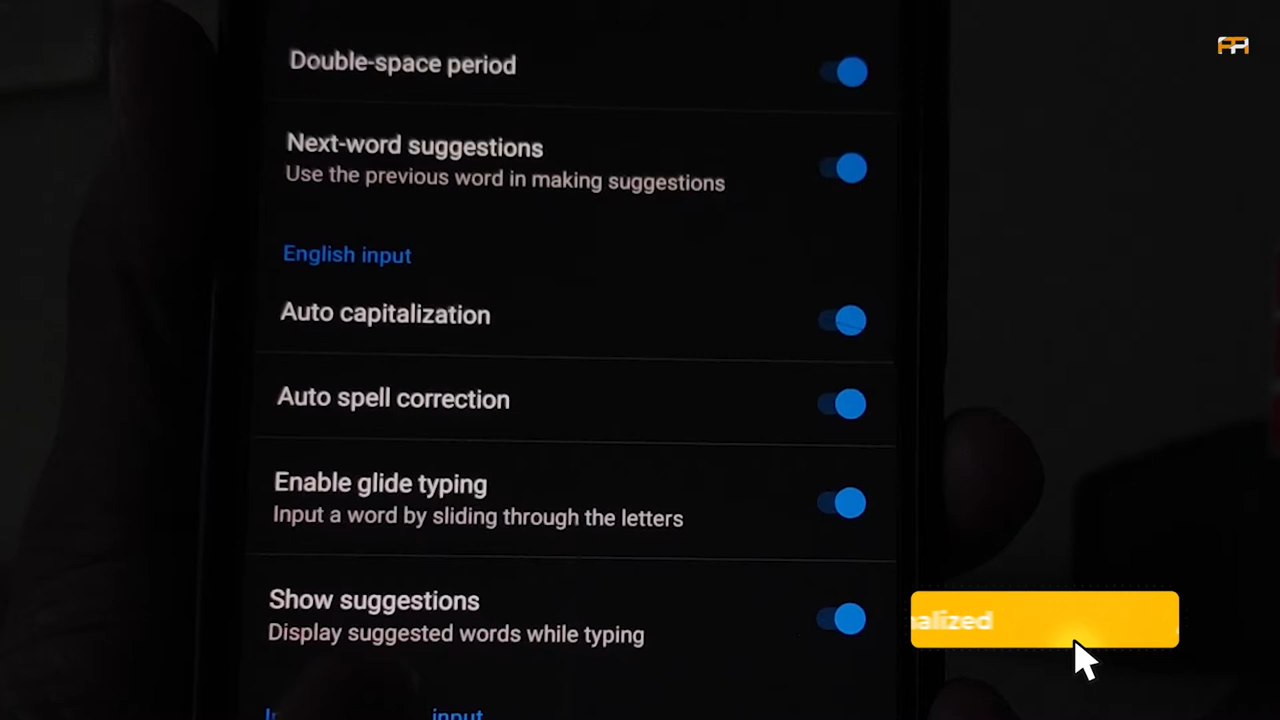 Double-space period
Next-word suggestions
Use the previous word in making suggestions
English input
Auto capitalization
Auto spell correction
Enable glide typing
Input a word by sliding through the letters
Show suggestions
Display suggested words while typing
alized
input